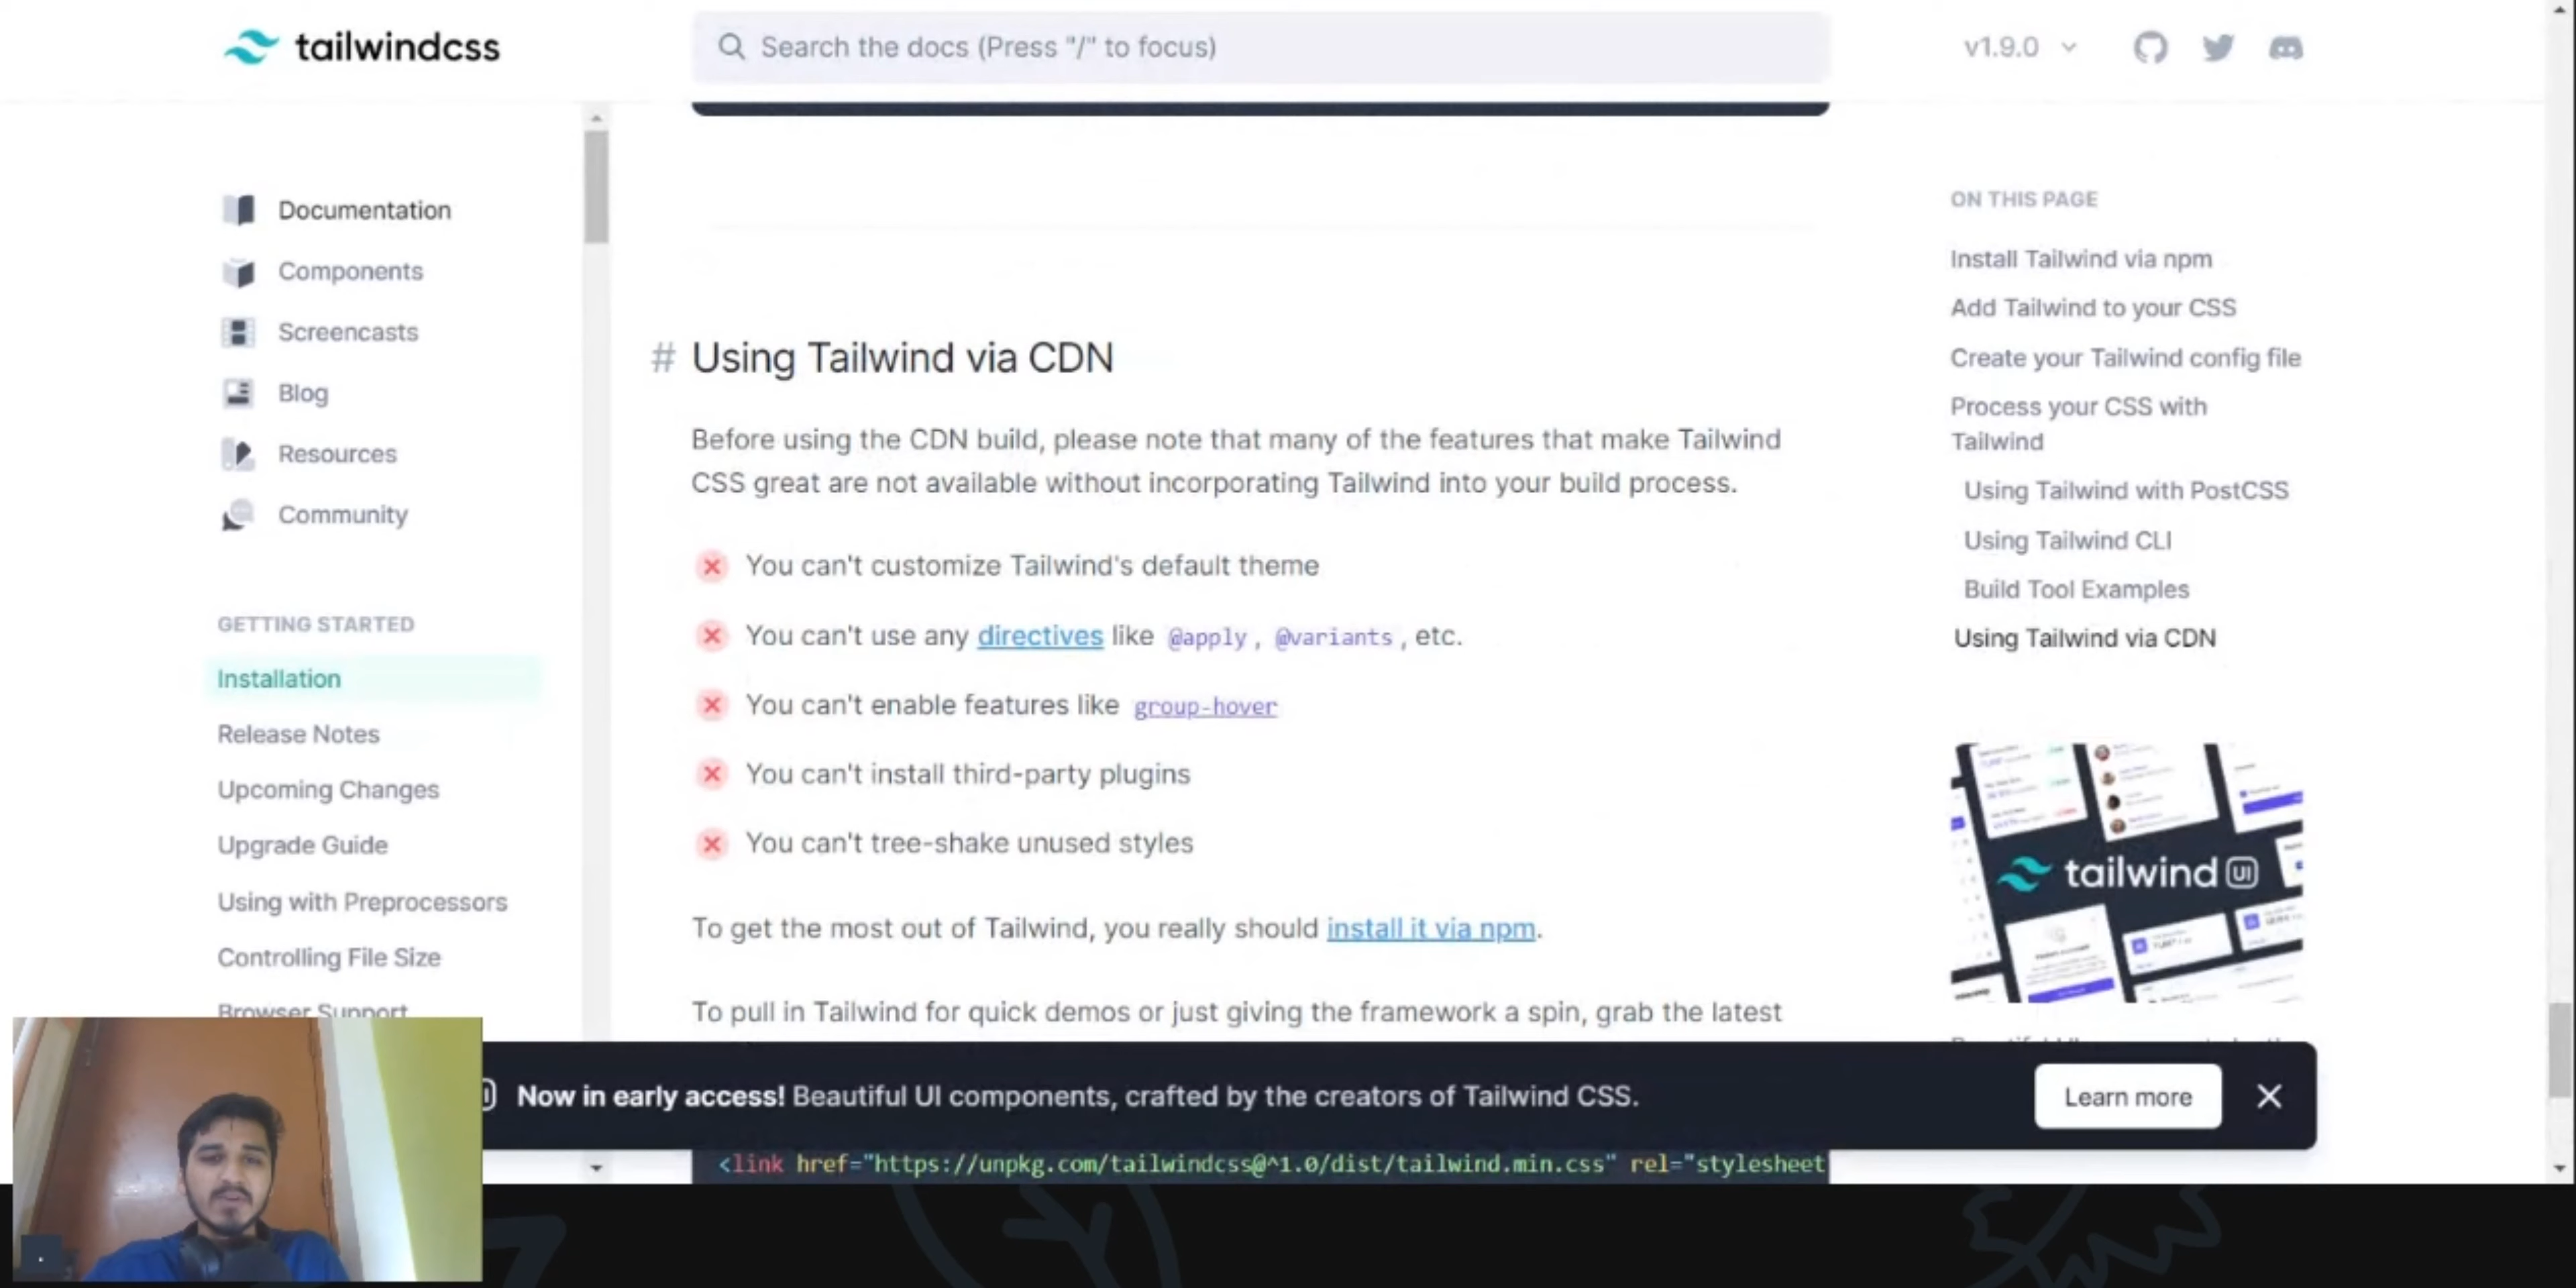 tailwindcss
Search the docs (Press "/" to focus)
v1.9.0
Documentation
Components
Screencasts
Blog
Resources
Community
GETTING STARTED
Installation
Release Notes
Upcoming Changes
Upgrade Guide
Using with Preprocessors
Controlling File Size
Browser Support
# Using Tailwind via CDN
Before using the CDN build, please note that many of the features that make Tailwind
CSS great are not available without incorporating Tailwind into your build process.
You can't customize Tailwind's default theme
You can't use any directives like @apply, @variants, etc.
You can't enable features like group-hover
You can't install third-party plugins
You can't tree-shake unused styles
To get the most out of Tailwind, you really should install it via npm.
To pull in Tailwind for quick demos or just giving the framework a spin, grab the latest
Now in early access! Beautiful UI components, crafted by the creators of Tailwind CSS.
Learn more
<link href="https://unpkg.com/tailwindcss@^1.0/dist/tailwind.min.css" rel="stylesheet
ON THIS PAGE
Install Tailwind via npm
Add Tailwind to your CSS
Create your Tailwind config file
Process your CSS with
Tailwind
Using Tailwind with PostCSS
Using Tailwind CLI
Build Tool Examples
Using Tailwind via CDN
tailwind UI